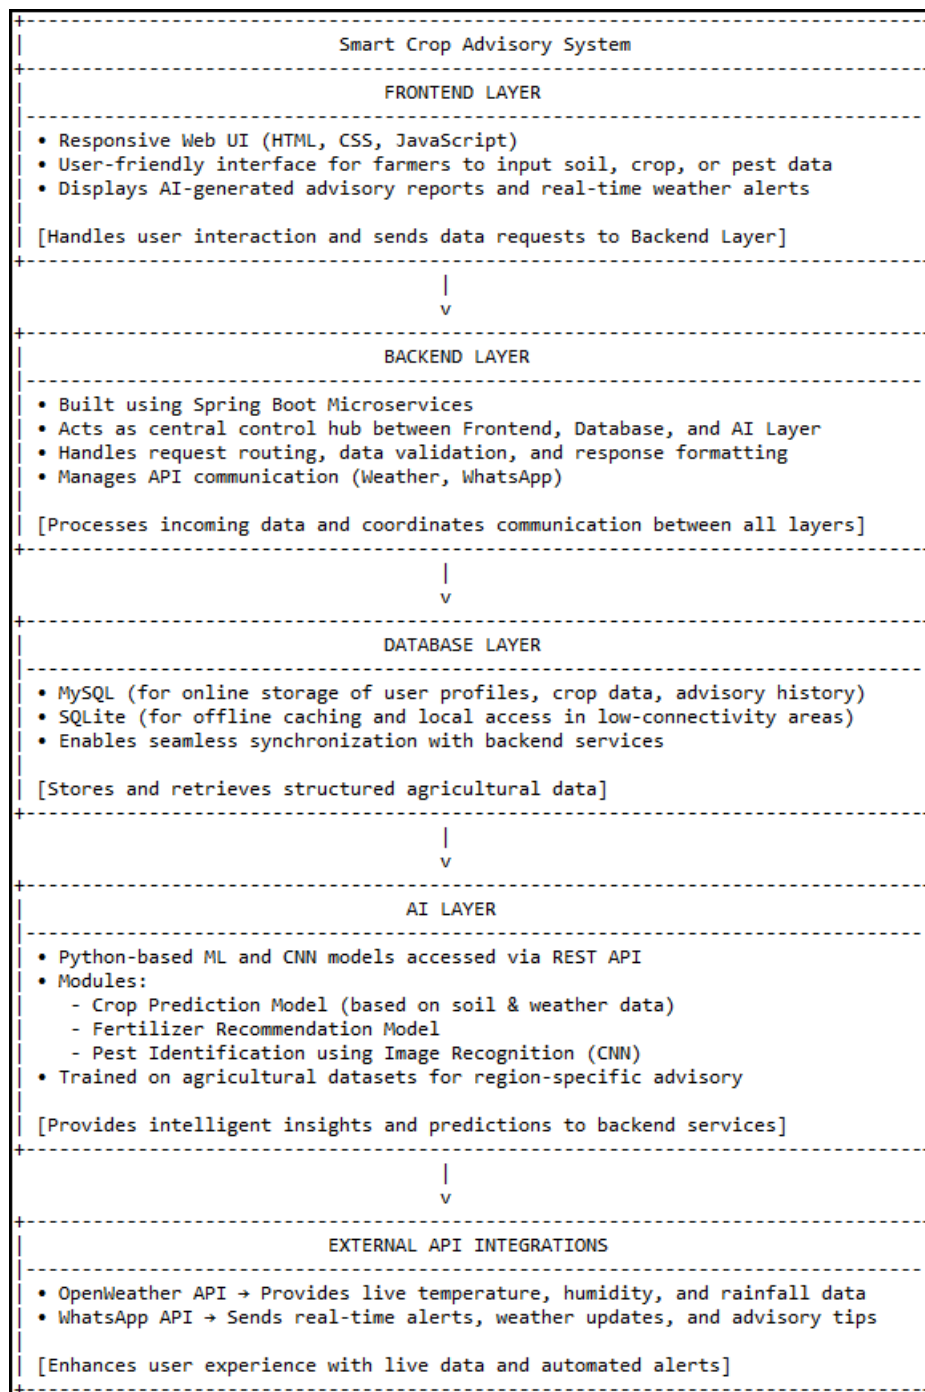 Smart Crop Advisory System
FRONTEND LAYER
• Responsive Web UI (HTML, CSS, JavaScript)
• User-friendly interface for farmers to input soil, crop, or pest data
• Displays AI-generated advisory reports and real-time weather alerts
[Handles user interaction and sends data requests to Backend Layer]
v
BACKEND LAYER
• Built using Spring Boot Microservices
• Acts as central control hub between Frontend, Database, and AI Layer
• Handles request routing, data validation, and response formatting
• Manages API communication (Weather, WhatsApp)
[Processes incoming data and coordinates communication between all layers]
v
DATABASE LAYER
• MySQL (for online storage of user profiles, crop data, advisory history)
• SQLite (for offline caching and local access in low-connectivity areas)
• Enables seamless synchronization with backend services
[Stores and retrieves structured agricultural data]
v
AI LAYER
• Python-based ML and CNN models accessed via REST API
• Modules:
- Crop Prediction Model (based on soil & weather data)
- Fertilizer Recommendation Model
- Pest Identification using Image Recognition (CNN)
• Trained on agricultural datasets for region-specific advisory
[Provides intelligent insights and predictions to backend services]
v
EXTERNAL API INTEGRATIONS
• OpenWeather API → Provides live temperature, humidity, and rainfall data
• WhatsApp API → Sends real-time alerts, weather updates, and advisory tips
[Enhances user experience with live data and automated alerts]